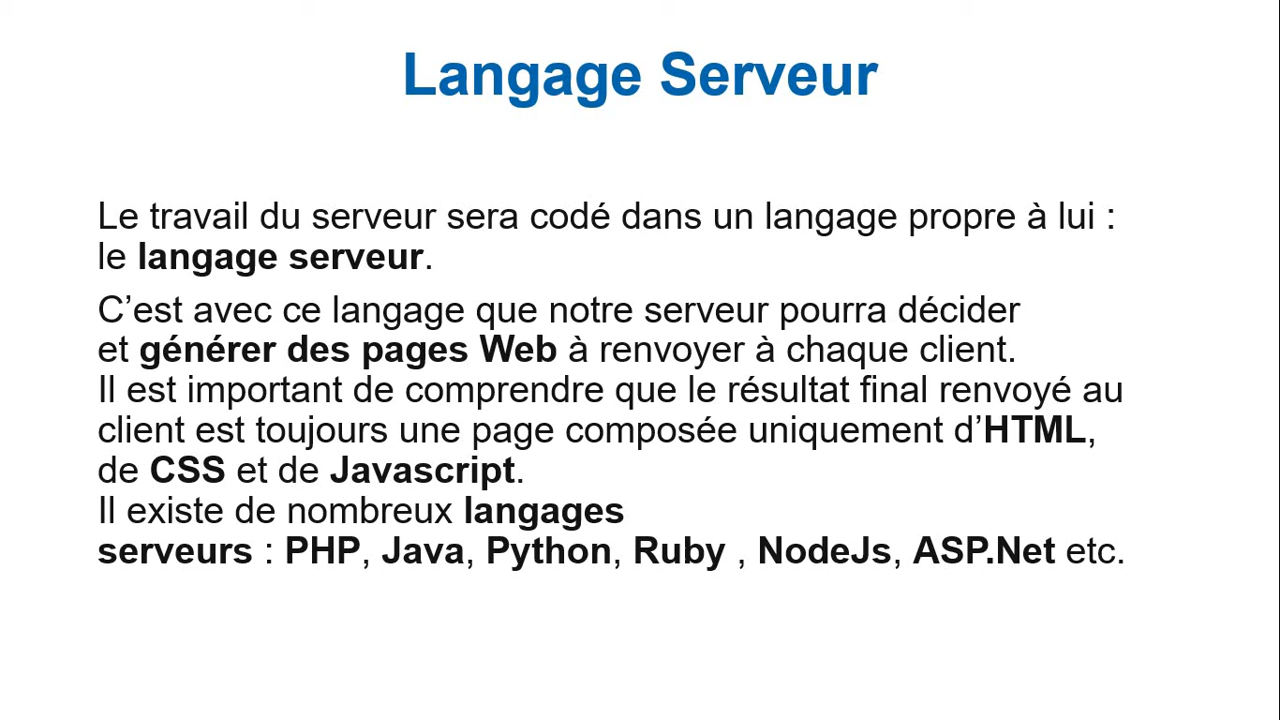 Langage Serveur
Le travail du serveur sera codé dans un langage propre à lui :
le langage serveur.
C’est avec ce langage que notre serveur pourra décider
et générer des pages Web à renvoyer à chaque client.
Il est important de comprendre que le résultat final renvoyé au
client est toujours une page composée uniquement d’HTML,
de CSS et de Javascript.
Il existe de nombreux langages
serveurs : PHP, Java, Python, Ruby , NodeJs, ASP.Net etc.